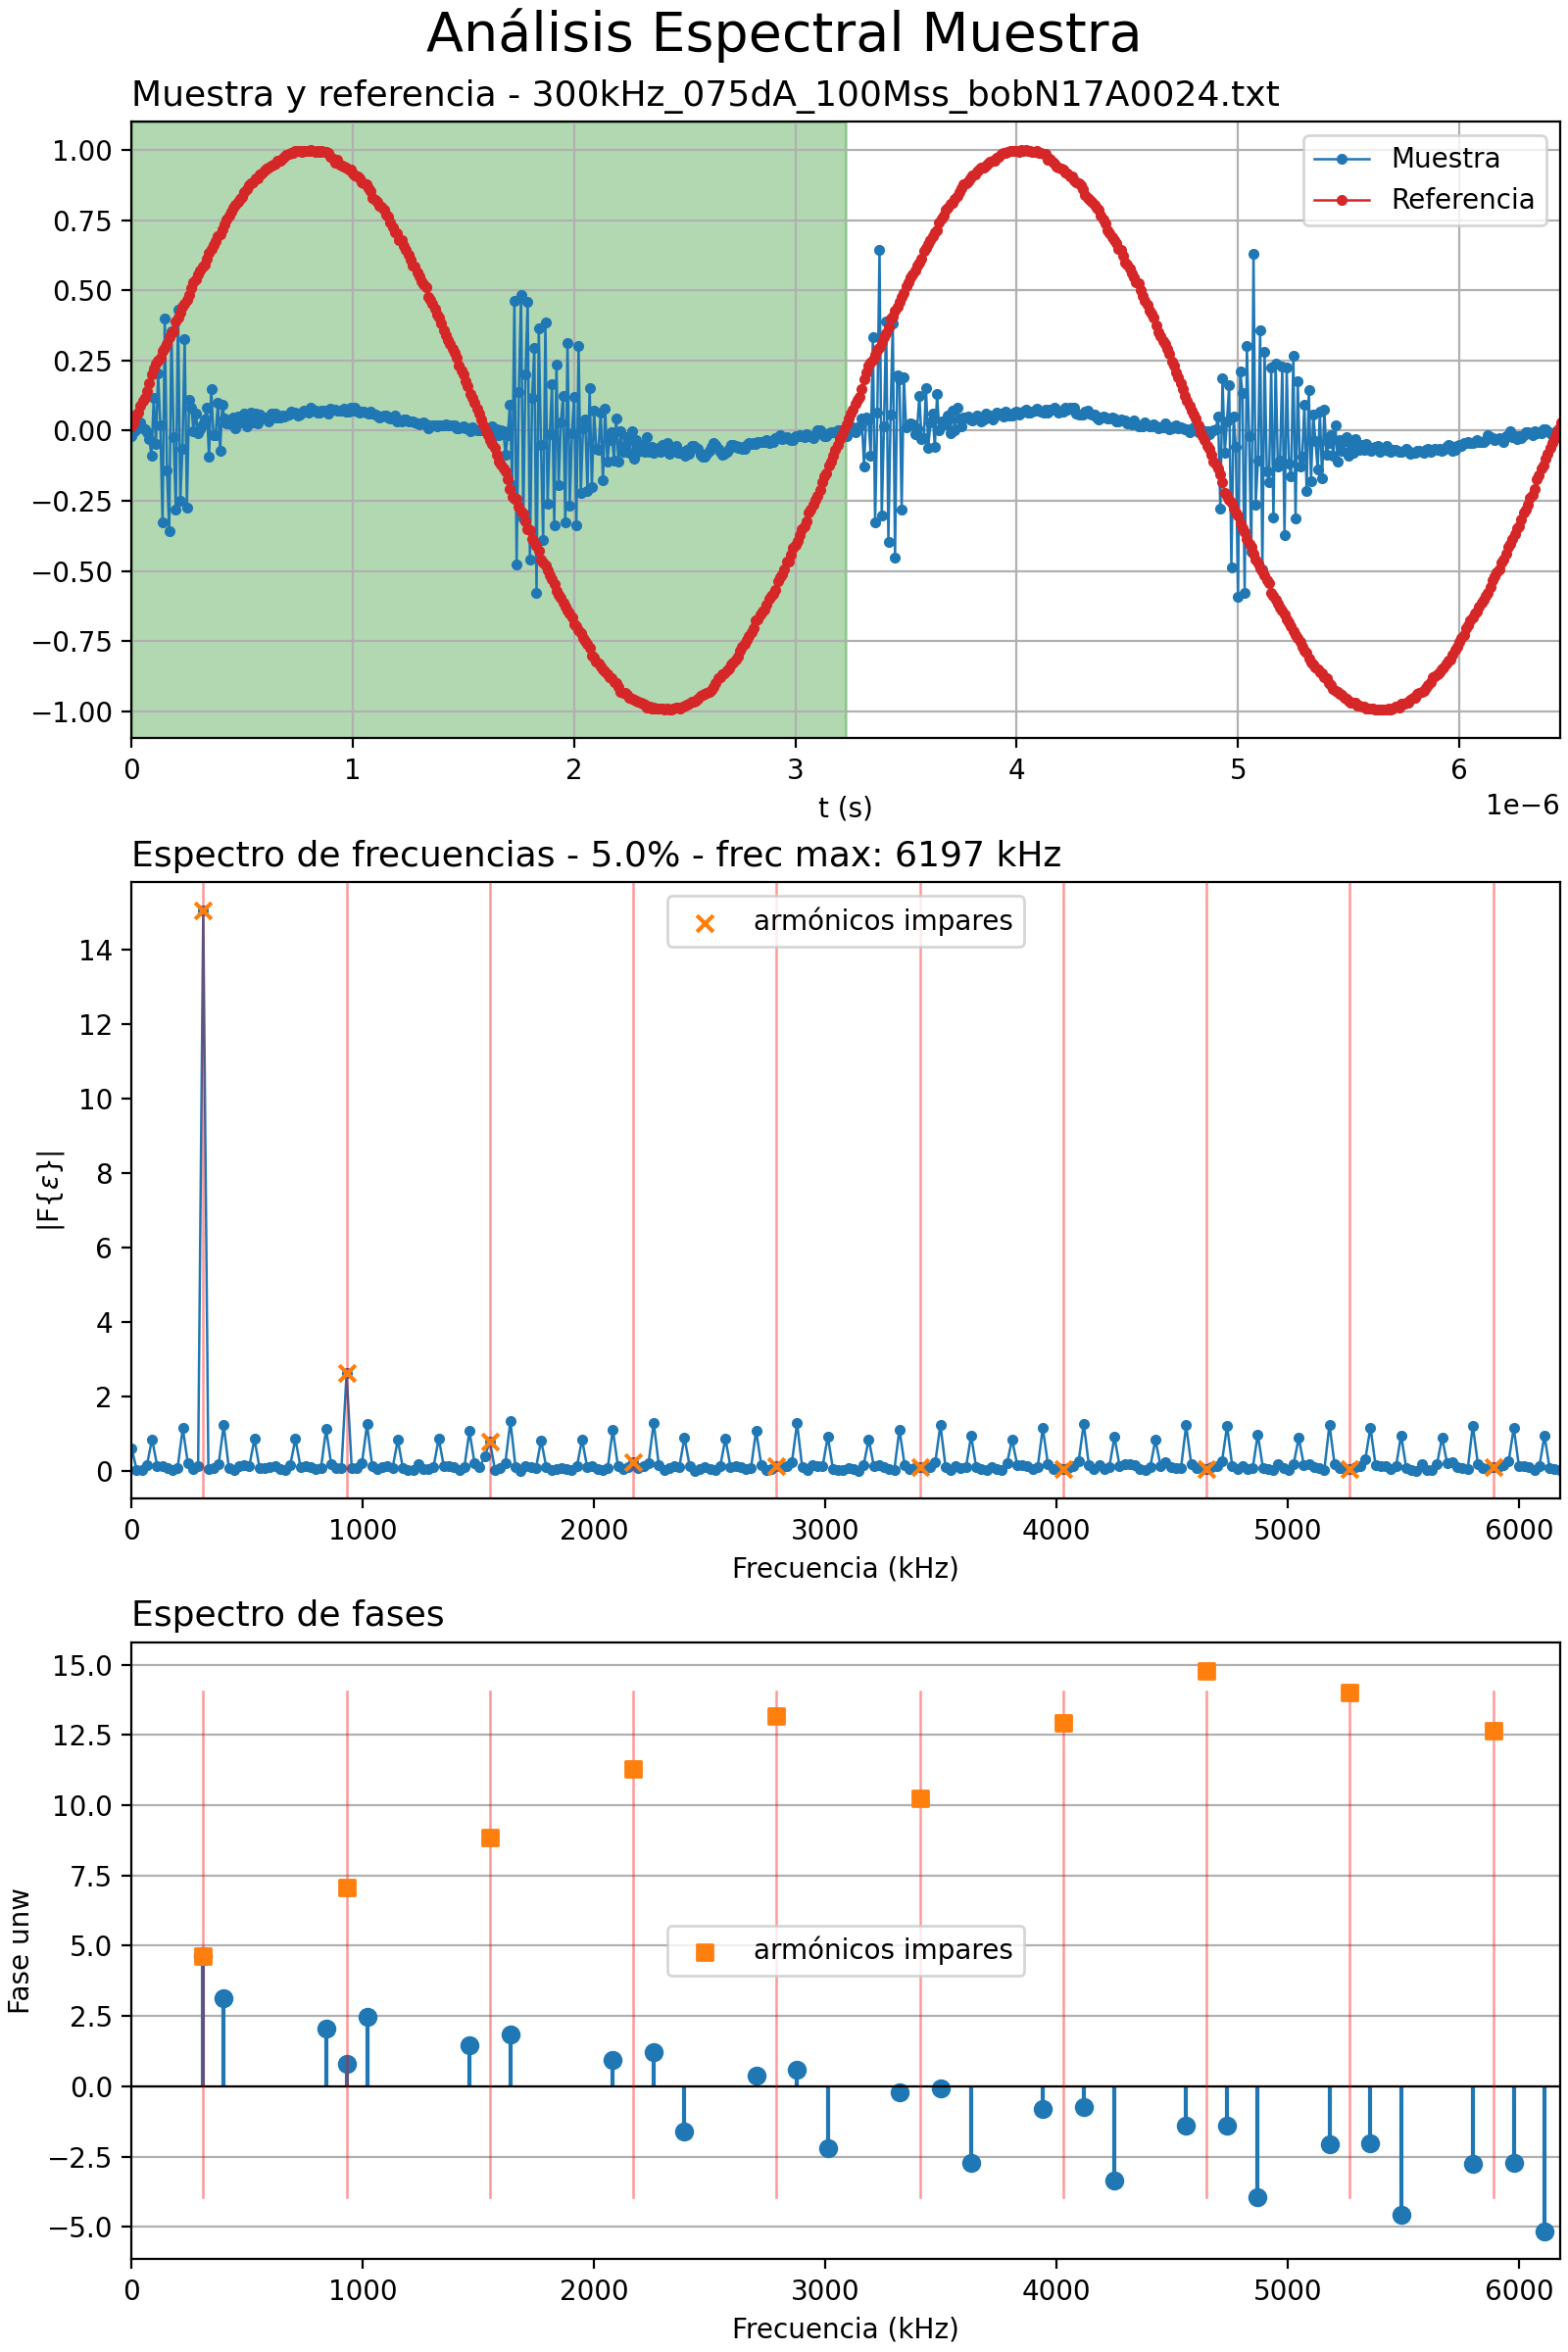 Análisis Espectral Muestra
Muestra y referencia - 300kHz_075dA_100Mss_bobN17A0024.txt
1.00
0.75
0.50
0.25
0.00
−0.25
−0.50
−0.75
−1.00
Muestra
Referencia
0 1 2 3 4 5 6
1e−6
t (s)
Espectro de frecuencias - 5.0% - frec max: 6197 kHz
armónicos impares
14
12
10
8
6
4
2
0
|F{ε}|
0 1000 2000 3000 4000 5000 6000
Frecuencia (kHz)
Espectro de fases
15.0
12.5
10.0
7.5
5.0
2.5
0.0
−2.5
−5.0
Fase unw
armónicos impares
0 1000 2000 3000 4000 5000 6000
Frecuencia (kHz)